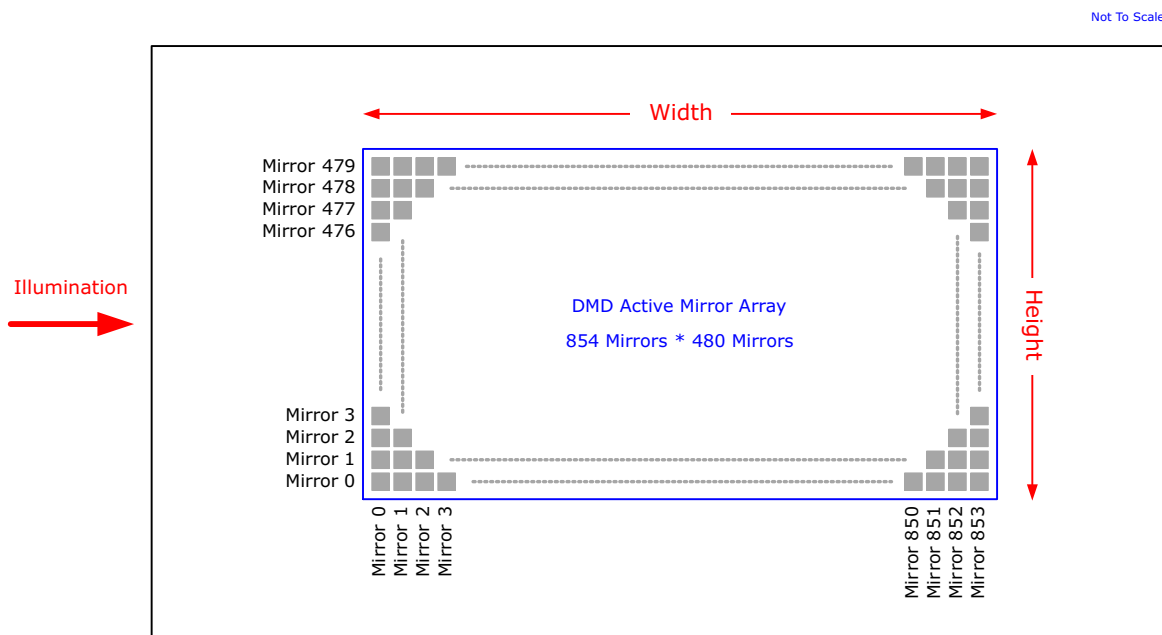 Not To Scale
Width
Mirror 479
Mirror 478
Mirror 477
Mirror 476
Illumination
DMD Active Mirror Array
854 Mirrors * 480 Mirrors
Height
Mirror 3
Mirror 2
Mirror 1
Mirror 0
Mirror 0
Mirror 1
Mirror 2
Mirror 3
Mirror 850
Mirror 851
Mirror 852
Mirror 853